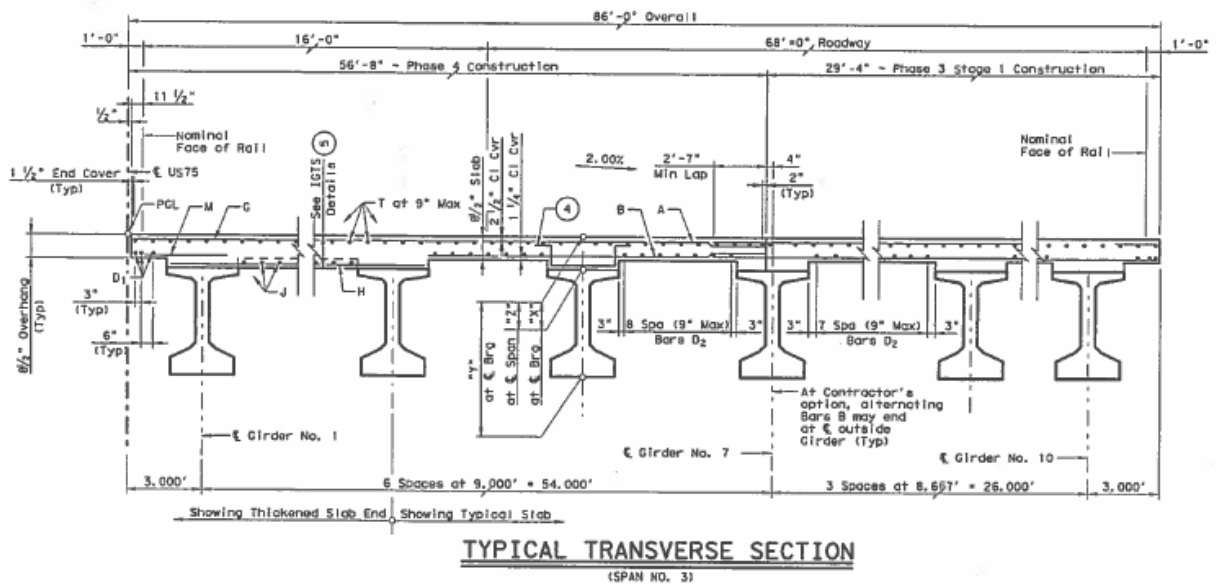 86'-0" Overall
1'-0"
16'-0"
68'=0" Roadway
1'-0"
56'-8" ~ Phase 4 Construction
29'-4" ~ Phase 3 Stage 1 Construction
11 1/2"
1/2"
Nominal
Face of Rail
Nominal
Face of Rail
1 1/2" End Cover
(Typ)
℄ US75
See IGTS
Details
5
8 1/2" Slab
2 1/2" Cl Cvr
1 1/4" Cl Cvr
2.00%
2'-7"
Min Lap
4"
2"
(Typ)
PGL
M
G
T at 9" Max
4
B
A
D1
J
H
3"
(Typ)
6"
(Typ)
8 1/2" Overhang
(Typ)
"Y"
at ℄ Brg
"Z"
at ℄ Span
"X"
at ℄ Brg
3"
8 Spa (9" Max)
Bars D2
3"
3"
7 Spa (9" Max)
Bars D2
3"
At Contractor's
option, alternating
Bars B may end
at ℄ outside
Girder (Typ)
℄ Girder No. 1
℄ Girder No. 7
℄ Girder No. 10
3.000'
6 Spaces at 9.000' = 54.000'
3 Spaces at 8.667' = 26.000'
3.000'
Showing Thickened Slab End
Showing Typical Slab
TYPICAL TRANSVERSE SECTION
(SPAN NO. 3)